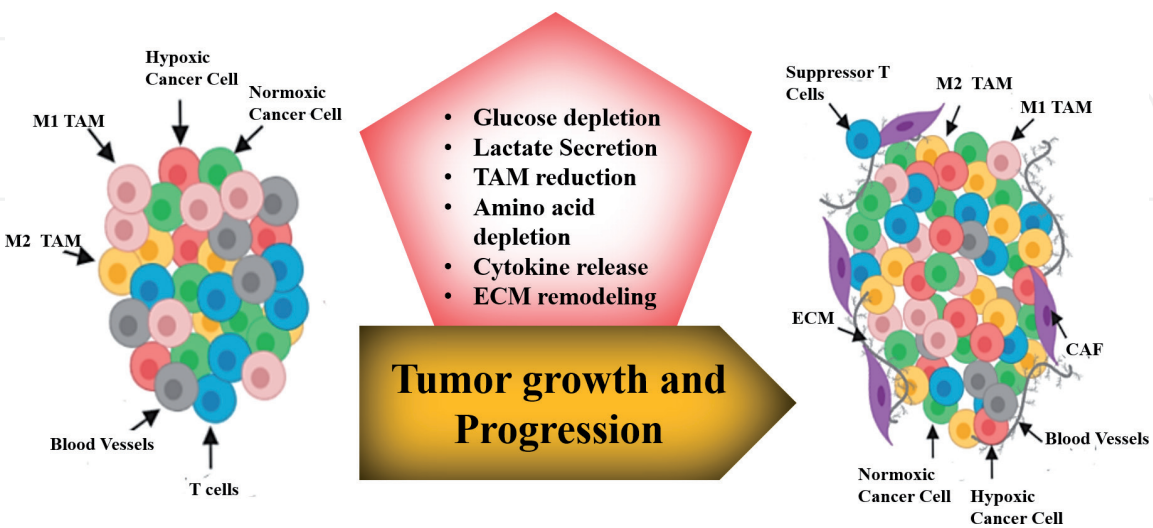 Hypoxic
Cancer Cell
Normoxic
Cancer Cell
M1 TAM
M2 TAM
Blood Vessels
T cells
• Glucose depletion
• Lactate Secretion
• TAM reduction
• Amino acid
depletion
• Cytokine release
• ECM remodeling
Tumor growth and
Progression
Suppressor T
Cells
M2 TAM
M1 TAM
ECM
CAF
Blood Vessels
Normoxic
Cancer Cell
Hypoxic
Cancer Cell